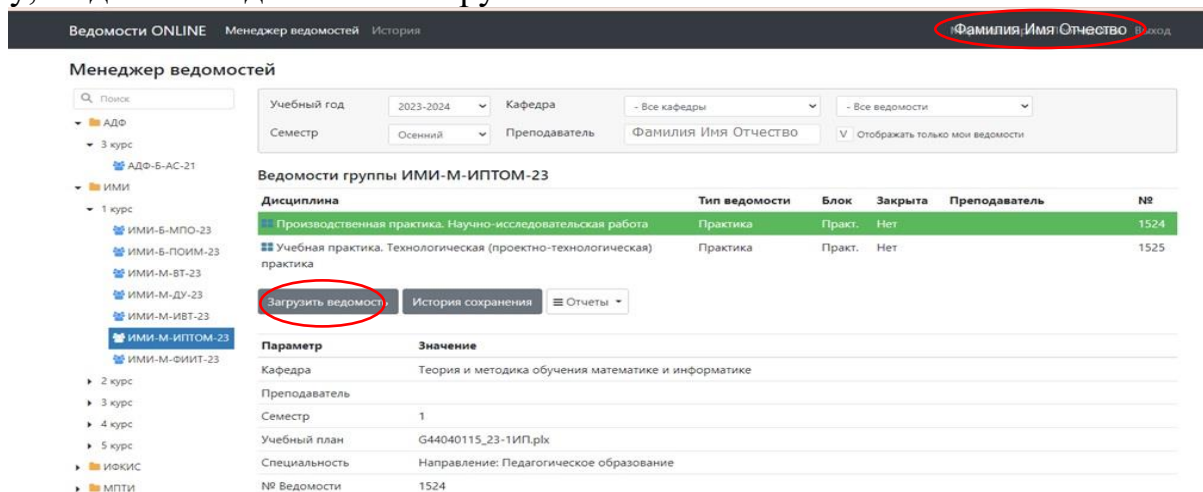 Ведомости ONLINE Менеджер ведомостей История Фамилия Имя Отчество Выход
Менеджер ведомостей
Поиск
АДФ
3 курс
АДФ-Б-АС-21
ИМИ
1 курс
ИМИ-Б-МПО-23
ИМИ-Б-ПОИМ-23
ИМИ-М-ВТ-23
ИМИ-М-ДУ-23
ИМИ-М-ИВТ-23
ИМИ-М-ИПТОМ-23
ИМИ-М-ФИИТ-23
2 курс
3 курс
4 курс
5 курс
ИФКИС
МПТИ
Учебный год 2023-2024 Кафедра - Все кафедры - Все ведомости
Семестр Осенний Преподаватель Фамилия Имя Отчество V Отображать только мои ведомости
Ведомости группы ИМИ-М-ИПТОМ-23
Дисциплина Тип ведомости Блок Закрыта Преподаватель №
Производственная практика. Научно-исследовательская работа Практика Практ. Нет 1524
Учебная практика. Технологическая (проектно-технологическая) Практика Практ. Нет 1525
практика
Загрузить ведомость История сохранения Отчеты
Параметр Значение
Кафедра Теория и методика обучения математике и информатике
Преподаватель
Семестр 1
Учебный план G44040115_23-1ИП.plx
Специальность Направление: Педагогическое образование
№ Ведомости 1524